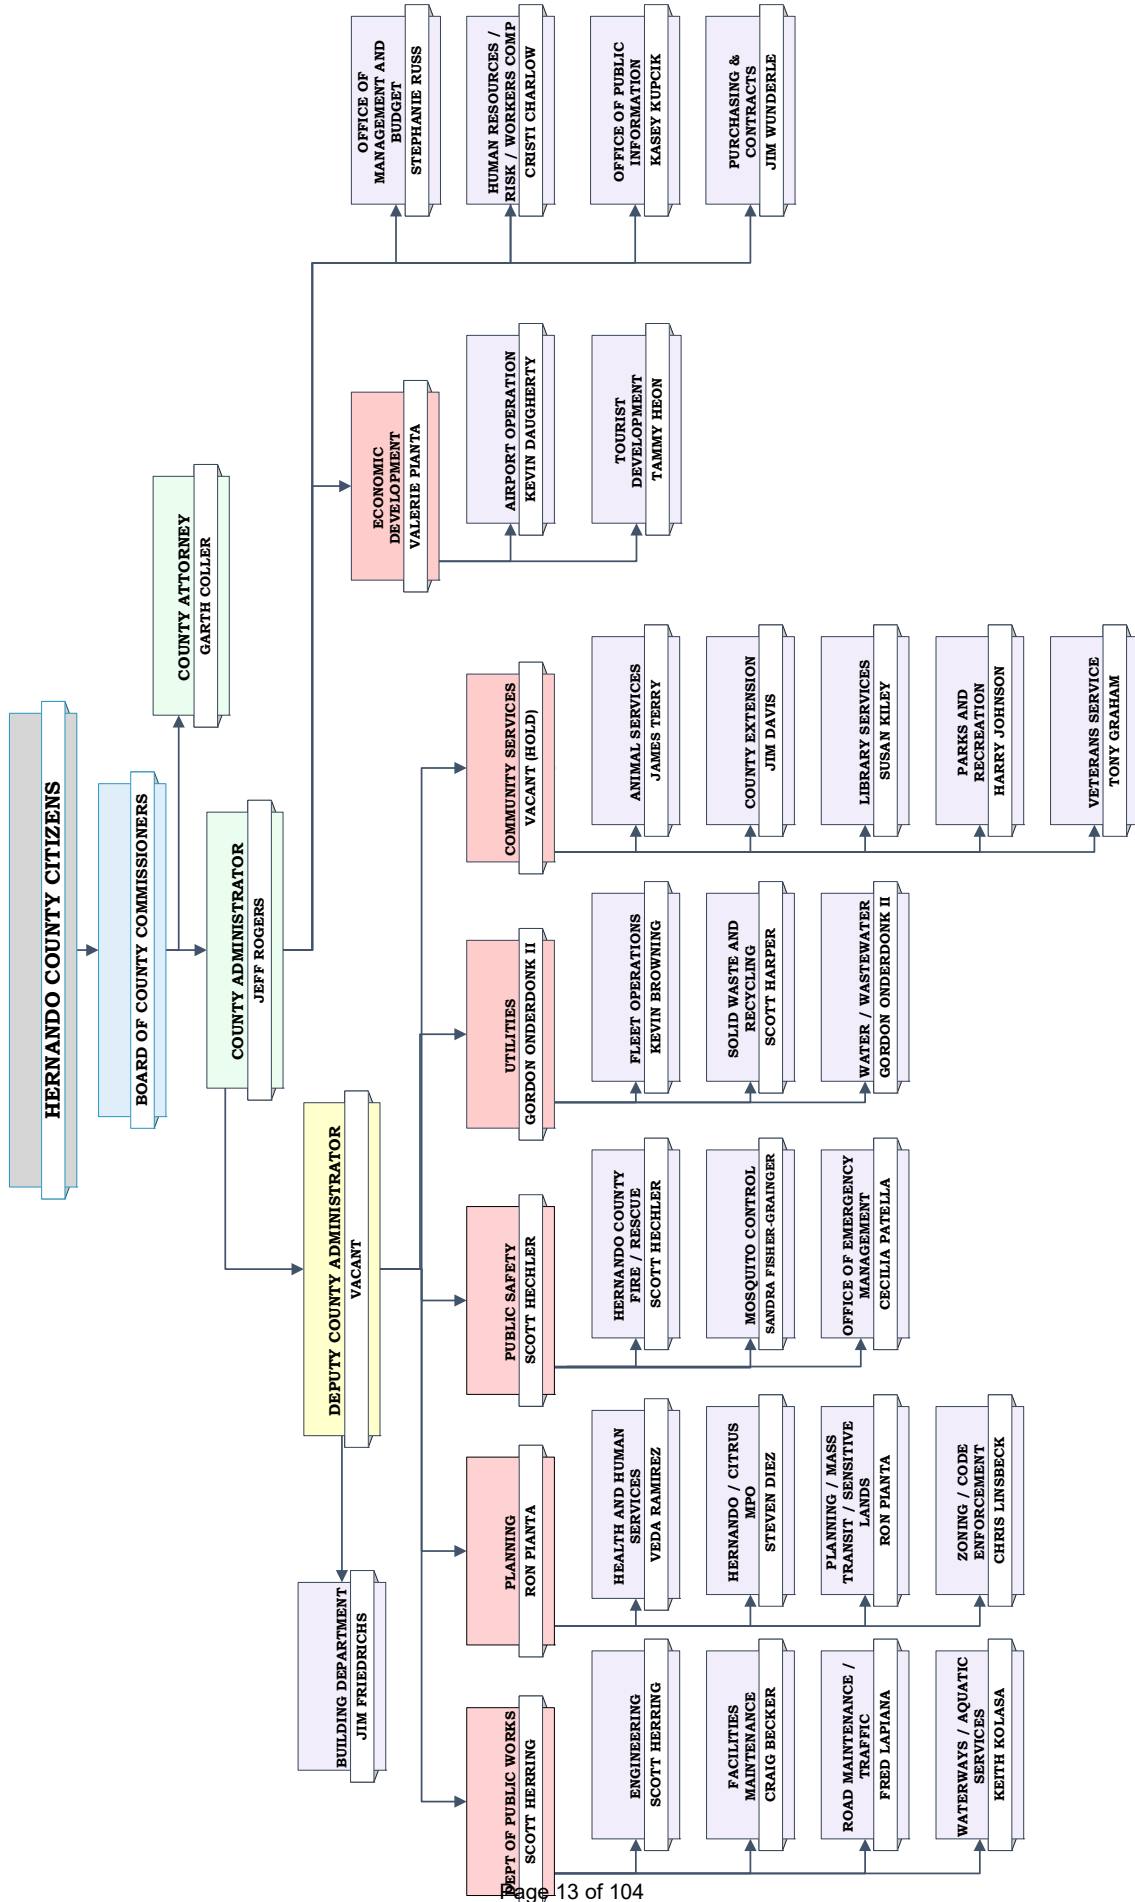 HERNANDO COUNTY CITIZENS
BOARD OF COUNTY COMMISSIONERS
COUNTY ATTORNEY
GARTH COLLER
COUNTY ADMINISTRATOR
JEFF ROGERS
DEPUTY COUNTY ADMINISTRATOR
VACANT
BUILDING DEPARTMENT
JIM FRIEDRICHS
ECONOMIC
DEVELOPMENT
VALERIE PIANTA
OFFICE OF
MANAGEMENT AND
BUDGET
STEPHANIE RUSS
DEPT OF PUBLIC WORKS
SCOTT HERRING
PLANNING
RON PIANTA
PUBLIC SAFETY
SCOTT HECHLER
UTILITIES
GORDON ONDERDONK II
COMMUNITY SERVICES
VACANT (HOLD)
AIRPORT OPERATION
KEVIN DAUGHERTY
HUMAN RESOURCES /
RISK / WORKERS COMP
CRISTI CHARLOW
ENGINEERING
SCOTT HERRING
HEALTH AND HUMAN
SERVICES
VEDA RAMIREZ
HERNANDO COUNTY
FIRE / RESCUE
SCOTT HECHLER
FLEET OPERATIONS
KEVIN BROWNING
ANIMAL SERVICES
JAMES TERRY
TOURIST
DEVELOPMENT
TAMMY HEON
OFFICE OF PUBLIC
INFORMATION
KASEY KUPCIK
FACILITIES
MAINTENANCE
CRAIG BECKER
HERNANDO / CITRUS
MPO
STEVEN DIEZ
MOSQUITO CONTROL
SANDRA FISHER-GRAINGER
SOLID WASTE AND
RECYCLING
SCOTT HARPER
COUNTY EXTENSION
JIM DAVIS
PURCHASING &
CONTRACTS
JIM WUNDERLE
ROAD MAINTENANCE /
TRAFFIC
FRED LAPIANA
PLANNING / MASS
TRANSIT / SENSITIVE
LANDS
RON PIANTA
OFFICE OF EMERGENCY
MANAGEMENT
CECILIA PATELLA
WATER / WASTEWATER
GORDON ONDERDONK II
LIBRARY SERVICES
SUSAN KILEY
WATERWAYS / AQUATIC
SERVICES
KEITH KOLASA
ZONING / CODE
ENFORCEMENT
CHRIS LINSBECK
PARKS AND
RECREATION
HARRY JOHNSON
VETERANS SERVICE
TONY GRAHAM
Page 13 of 104